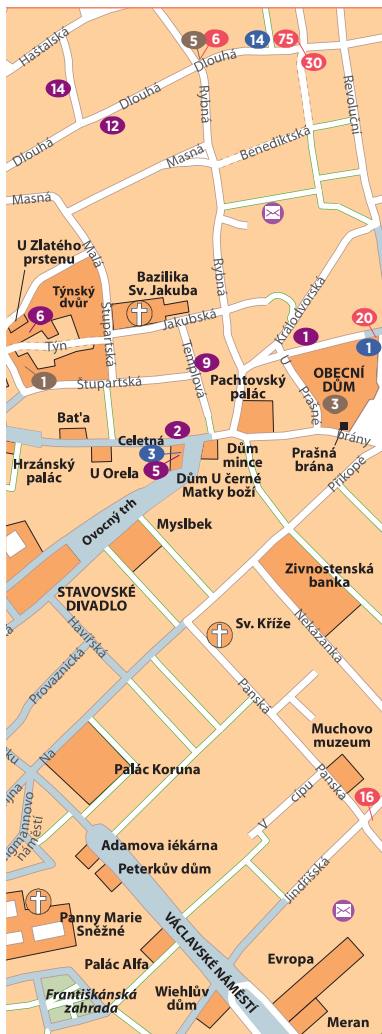 Haštalská
5
6
14
75
30
Dlouhá
Revoluční
Dlouhá
Rybná
14
12
Benediktská
Dlouhá
Masná
Masná
U Zlatého
prstenu
Malá
Štupartská
Týnský
dvůr
Bazilika
Sv. Jakuba
Rybná
Královdvorská
6
Jakubská
20
1
1
Týn
9
Templová
1
Štupartská
Pachtovský
palác
U
Prašné
brány
OBECNÍ
DŮM
3
Bat'a
2
Celetná
3
5
Hrzánský
palác
U Orela
Dům
mince
Dům U černé
Matky boží
Prašná
brána
Příkopě
Ovocný trh
Myslbek
Zivnostenská
banka
STAVOVSKÉ
DIVADLO
Havířská
Sv. Kříže
Nekázanka
Provaznická
Panská
Na
Muchovo
muzeum
Palác Koruna
V
cípu
Panská
16
náměstí
Adamova iékárna
Peterkův dům
Jindřišská
Panny Marie
Sněžné
VÁCLAVSKÉ NÁMĚSTÍ
Palác Alfa
Evropa
Františkánská
zahrada
Wiehlův
dům
Meran